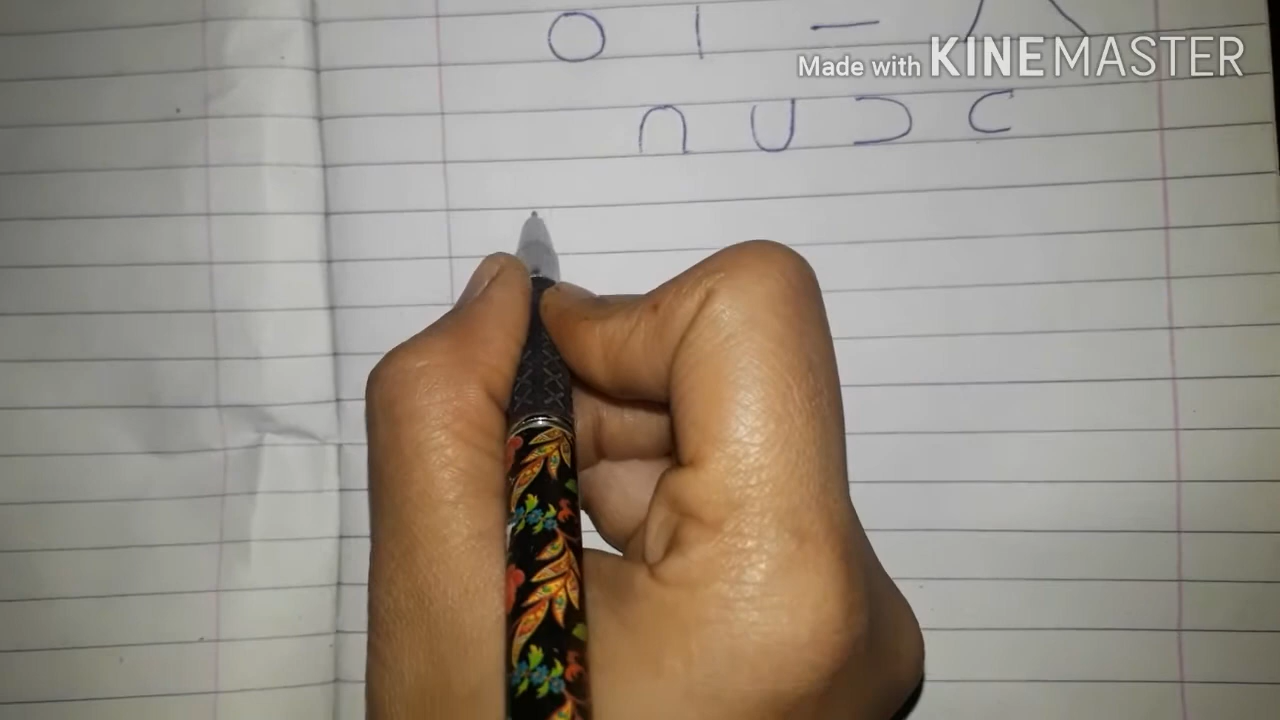 Made with KINEMASTER
O | — /\
∩ U ⊃ C